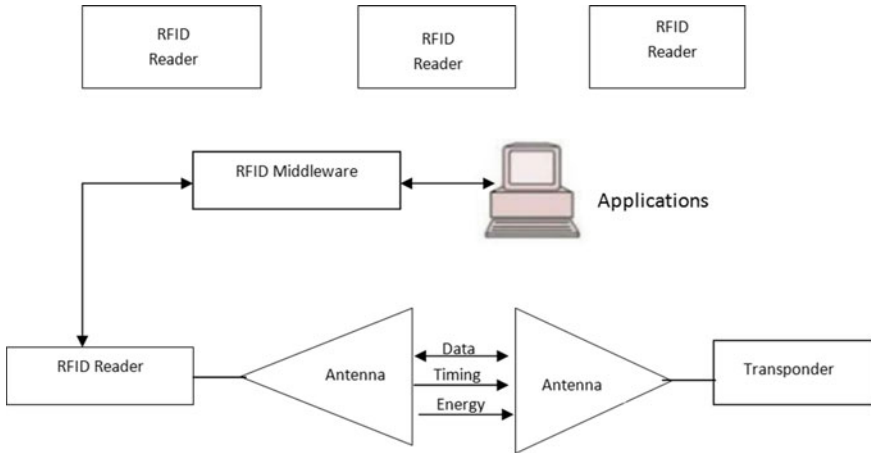 RFID
Reader
RFID
Reader
RFID
Reader
RFID Middleware
Applications
RFID Reader
Antenna
Data
Timing
Energy
Antenna
Transponder